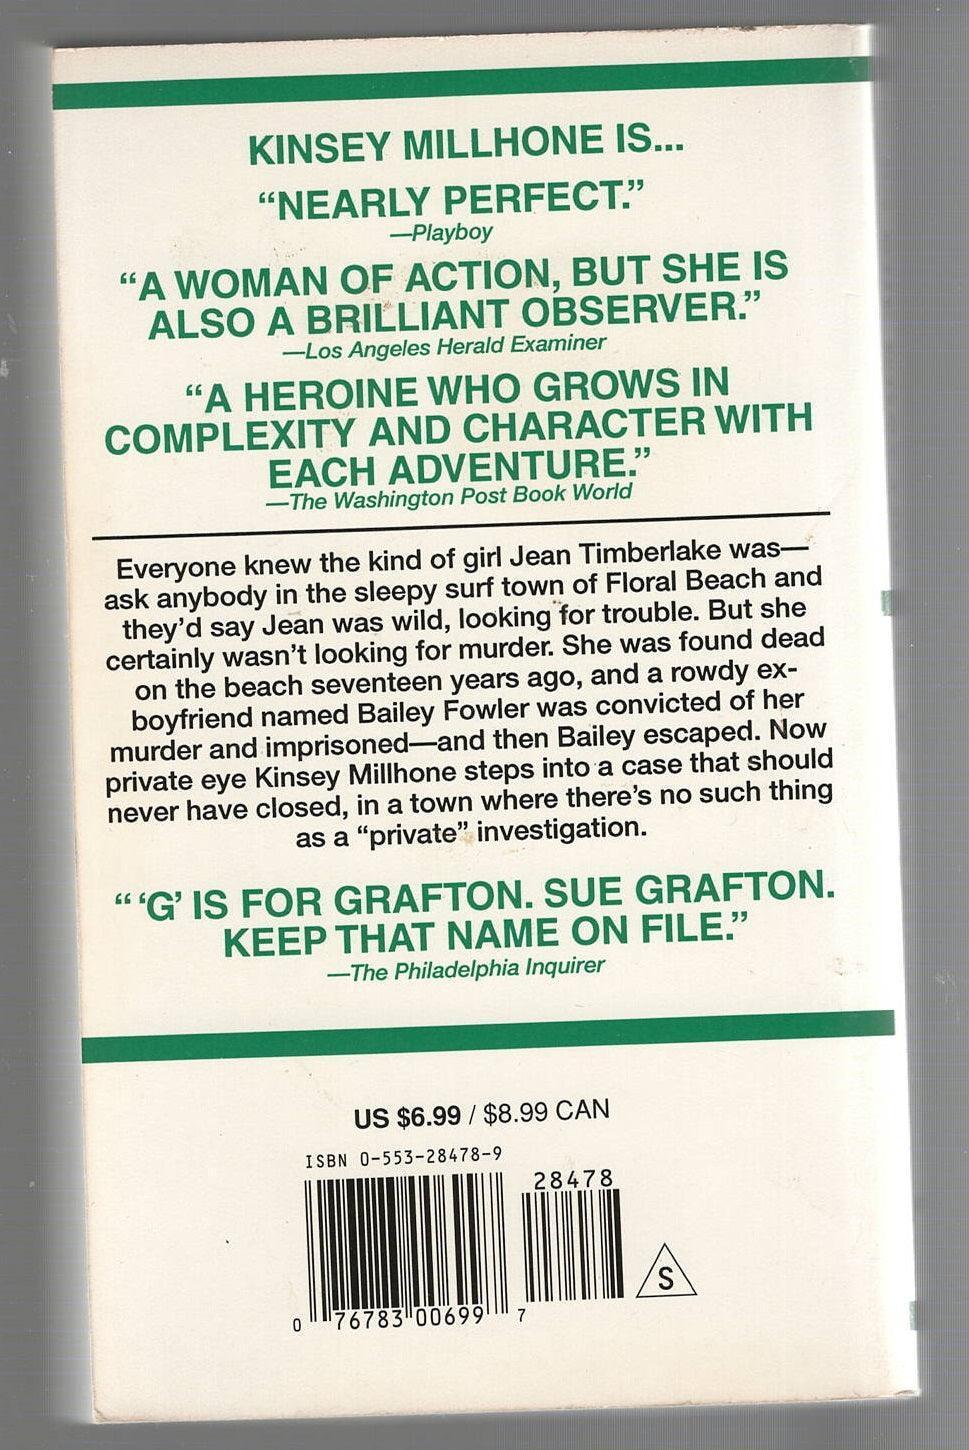 KINSEY MILLHONE IS...
“NEARLY PERFECT.”
—Playboy
“A WOMAN OF ACTION, BUT SHE IS
ALSO A BRILLIANT OBSERVER.”
—Los Angeles Herald Examiner
“A HEROINE WHO GROWS IN
COMPLEXITY AND CHARACTER WITH
EACH ADVENTURE.”
—The Washington Post Book World
Everyone knew the kind of girl Jean Timberlake was—
ask anybody in the sleepy surf town of Floral Beach and
they’d say Jean was wild, looking for trouble. But she
certainly wasn’t looking for murder. She was found dead
on the beach seventeen years ago, and a rowdy ex-
boyfriend named Bailey Fowler was convicted of her
murder and imprisoned—and then Bailey escaped. Now
private eye Kinsey Millhone steps into a case that should
never have closed, in a town where there’s no such thing
as a “private” investigation.
“ ‘G’ IS FOR GRAFTON. SUE GRAFTON.
KEEP THAT NAME ON FILE.”
—The Philadelphia Inquirer
US $6.99 / $8.99 CAN
ISBN 0-553-28478-9
28478
0 76783 00699 7
S